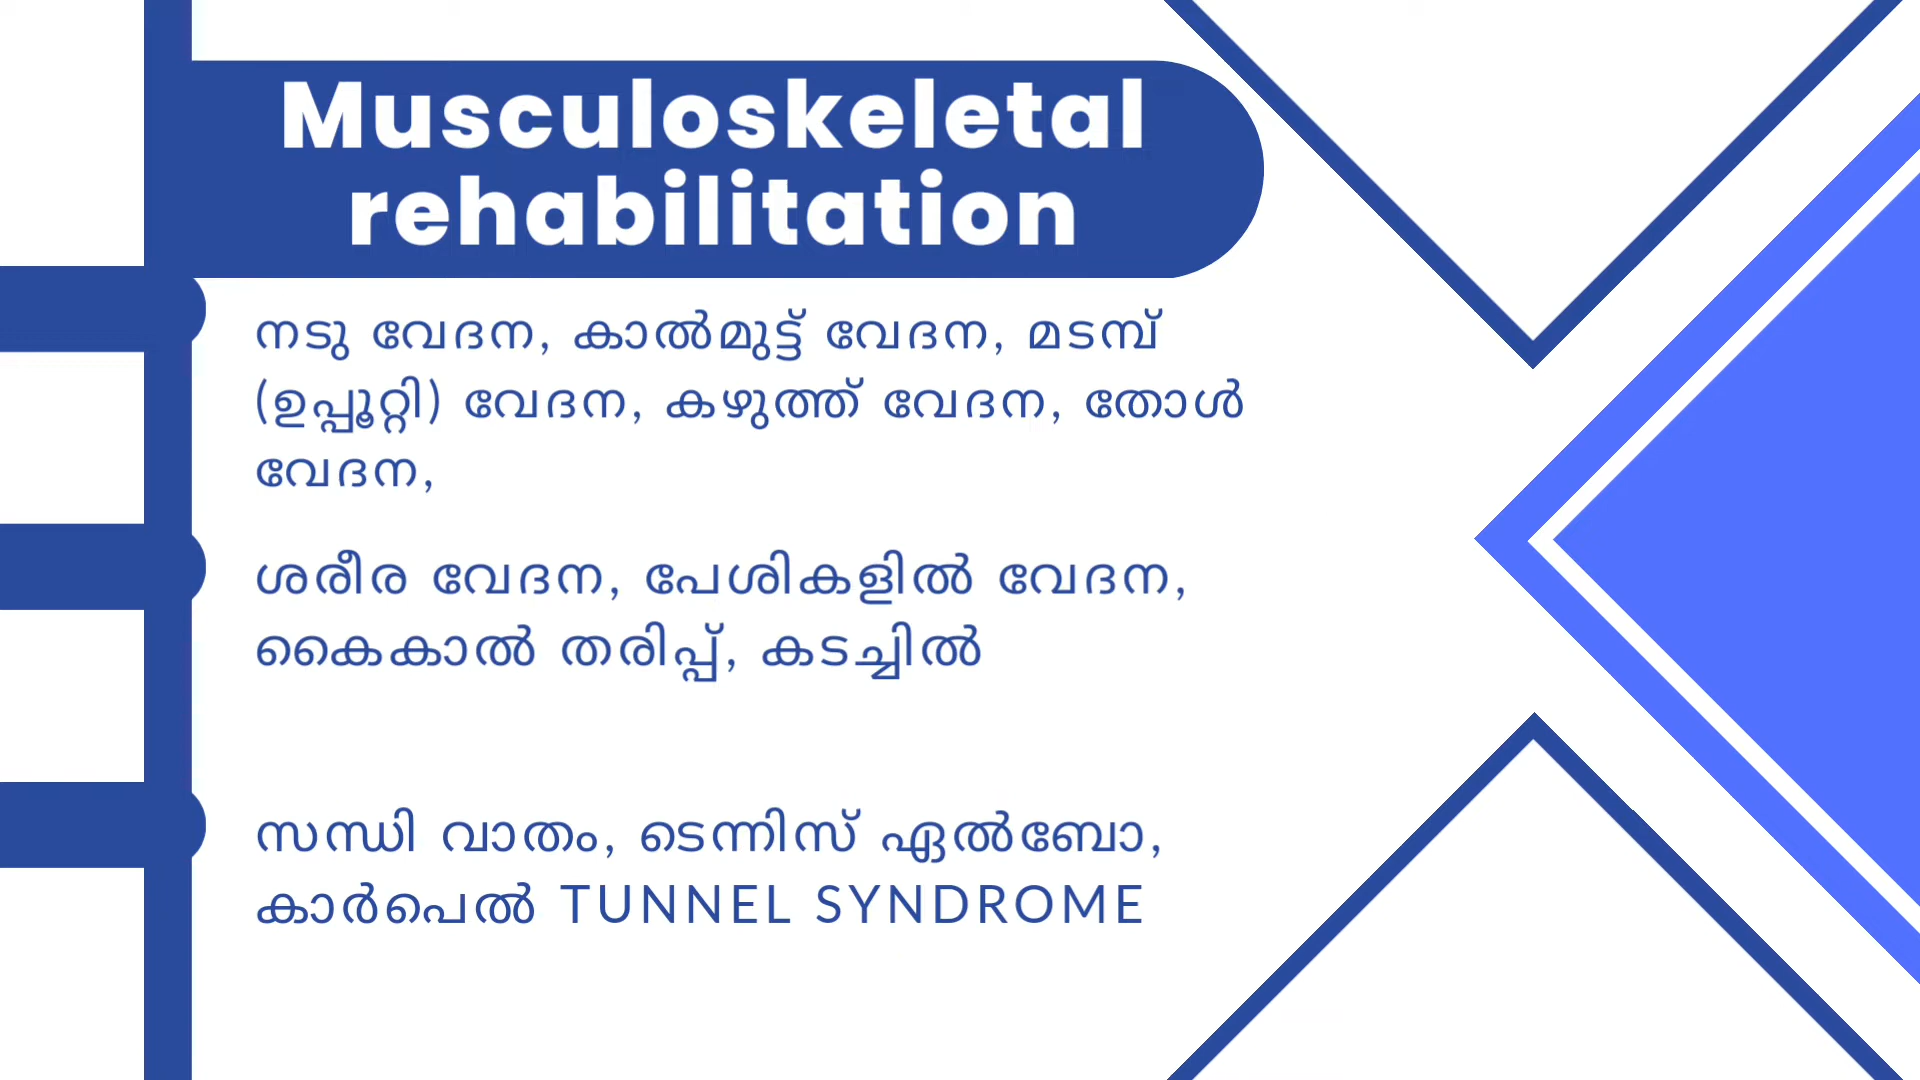 Musculoskeletal
rehabilitation
നടു വേദന, കാൽമുട്ട് വേദന, മടമ്പ്
(ഉപ്പൂറ്റി) വേദന, കഴുത്ത് വേദന, തോൾ
വേദന,
ശരീര വേദന, പേശികളിൽ വേദന,
കൈകാൽ തരിപ്പ്, കടച്ചിൽ
സന്ധി വാതം, ടെന്നിസ് ഏൽബോ,
കാർപെൽ TUNNEL SYNDROME